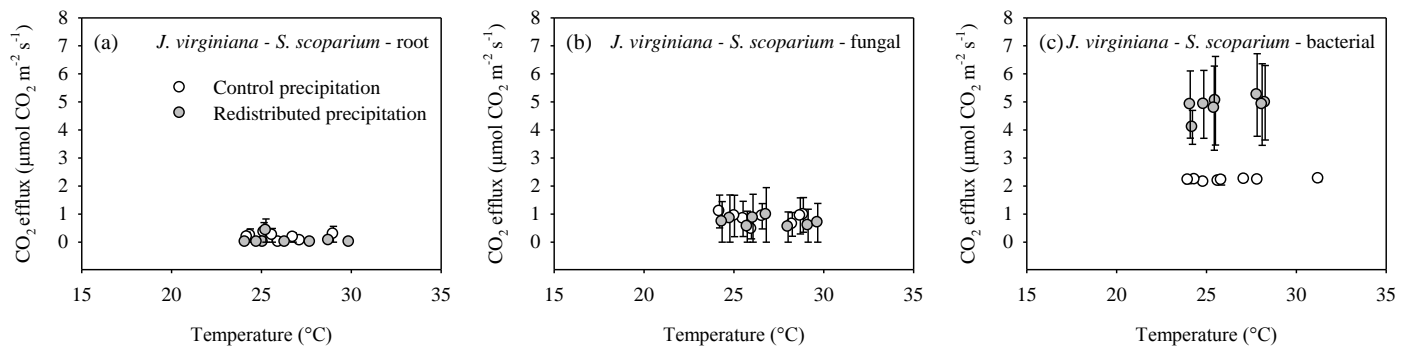 (a) J. virginiana - S. scoparium - root
Control precipitation
Redistributed precipitation
CO₂ efflux (µmol CO₂ m⁻² s⁻¹)
8
7
6
5
4
3
2
1
0
15 20 25 30 35
Temperature (°C)
(b) J. virginiana - S. scoparium - fungal
CO₂ efflux (µmol CO₂ m⁻² s⁻¹)
8
7
6
5
4
3
2
1
0
15 20 25 30 35
Temperature (°C)
(c) J. virginiana - S. scoparium - bacterial
CO₂ efflux (µmol CO₂ m⁻² s⁻¹)
8
7
6
5
4
3
2
1
0
15 20 25 30 35
Temperature (°C)